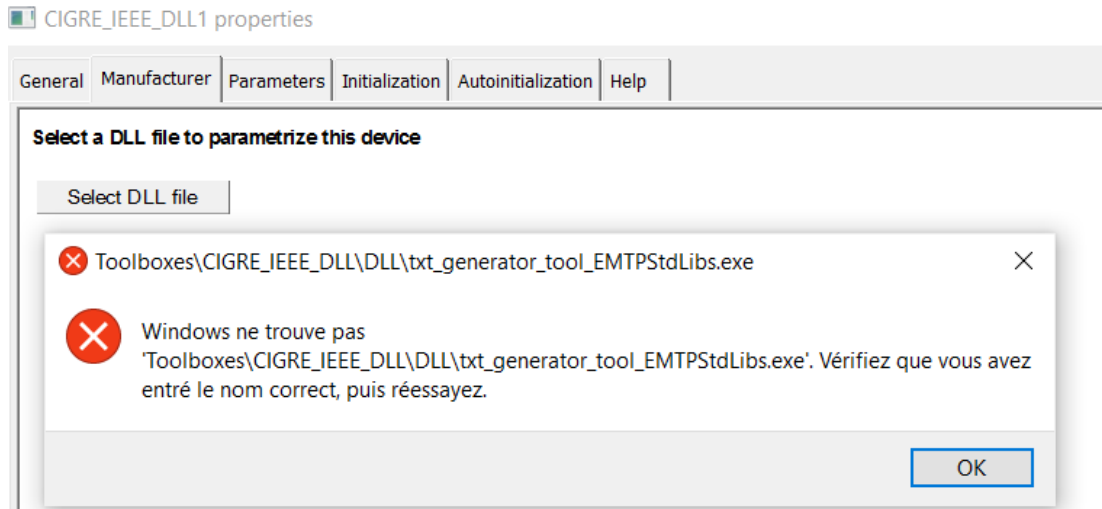 CIGRE_IEEE_DLL1 properties
General Manufacturer Parameters Initialization Autoinitialization Help
Select a DLL file to parametrize this device
Select DLL file
Toolboxes\CIGRE_IEEE_DLL\DLL\txt_generator_tool_EMTPStdLibs.exe
Windows ne trouve pas
'Toolboxes\CIGRE_IEEE_DLL\DLL\txt_generator_tool_EMTPStdLibs.exe'. Vérifiez que vous avez
entré le nom correct, puis réessayez.
OK